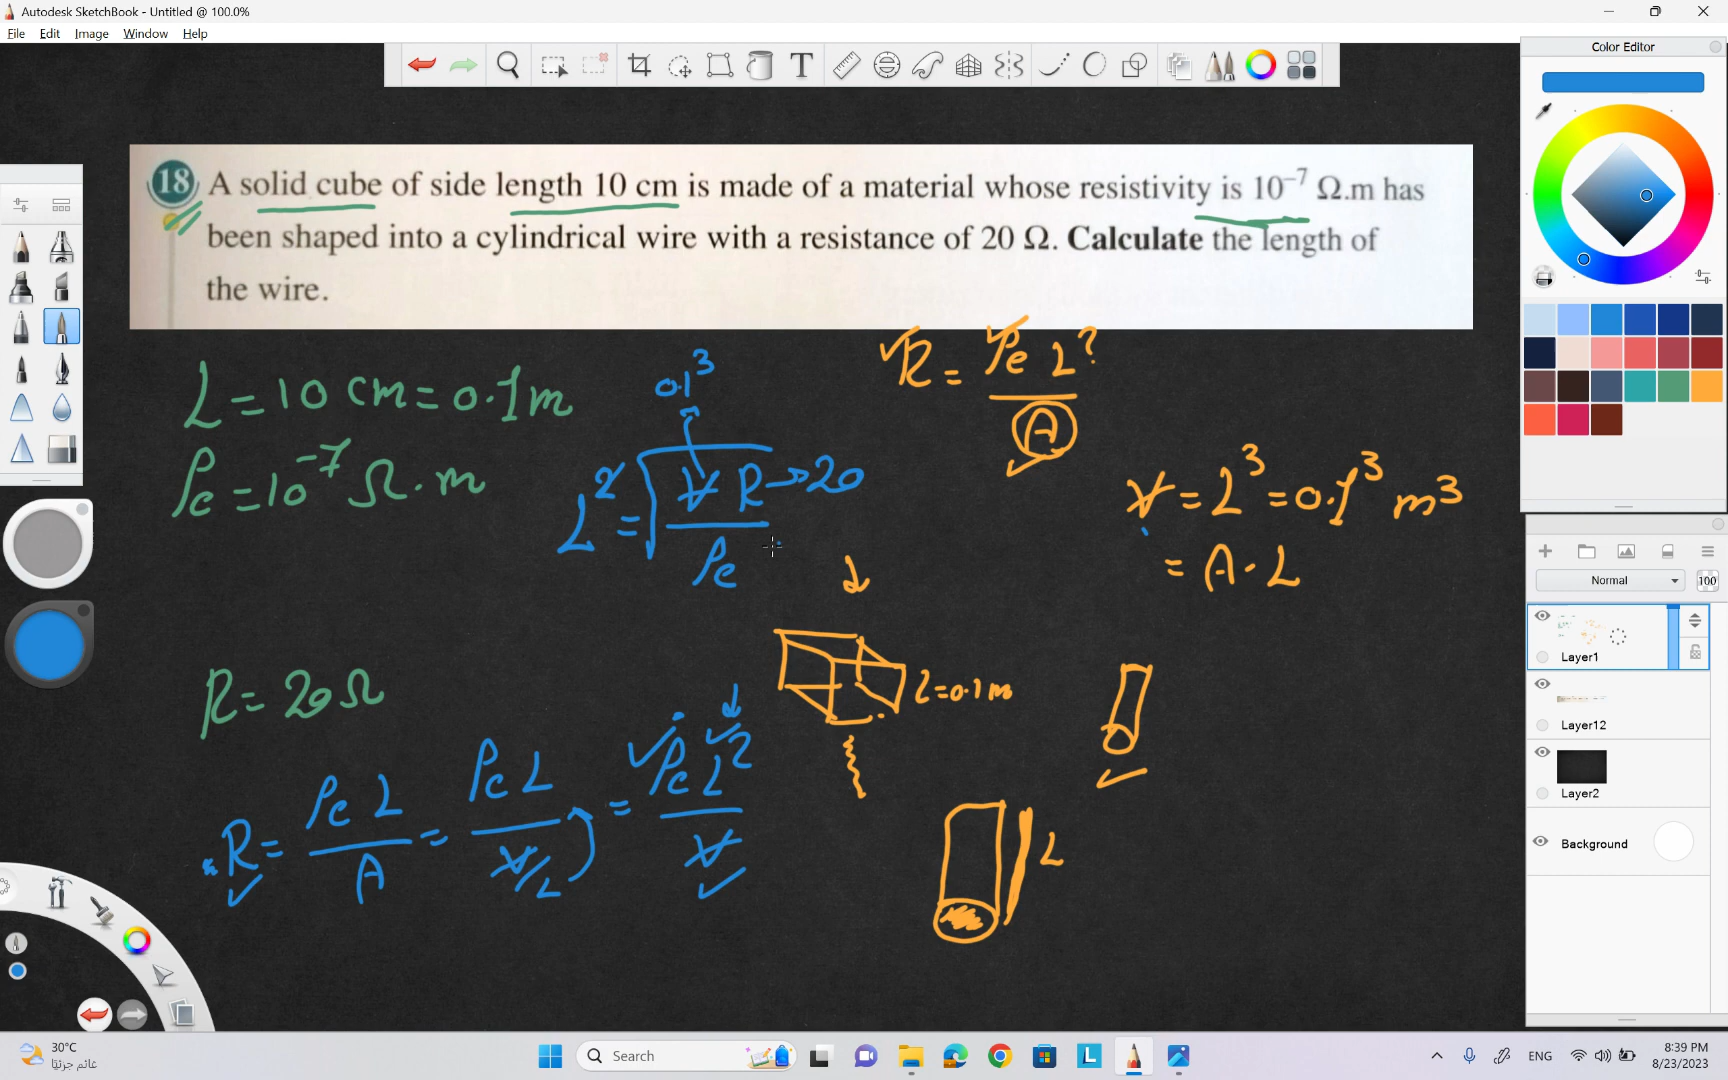 Autodesk SketchBook - Untitled @ 100.0%
File Edit Image Window Help
Color Editor
18 A solid cube of side length 10 cm is made of a material whose resistivity is 10⁻⁷ Ω.m has
been shaped into a cylindrical wire with a resistance of 20 Ω. Calculate the length of
the wire.
L = 10 cm = 0.1 m
ρe = 10⁻⁷ Ω.m
0.1³
L² = √(V R / ρe) → 20
R = ρe L? / A
V = L³ = 0.1³ m³
= A . L
L = 0.1 m
R = 20 Ω
R = ρe L / A = ρe L / V/L = ρe L² / V
L
Normal
100
Layer1
Layer12
Layer2
Background
30°C
غائم جزئيًا
Search
ENG
8:39 PM
8/23/2023